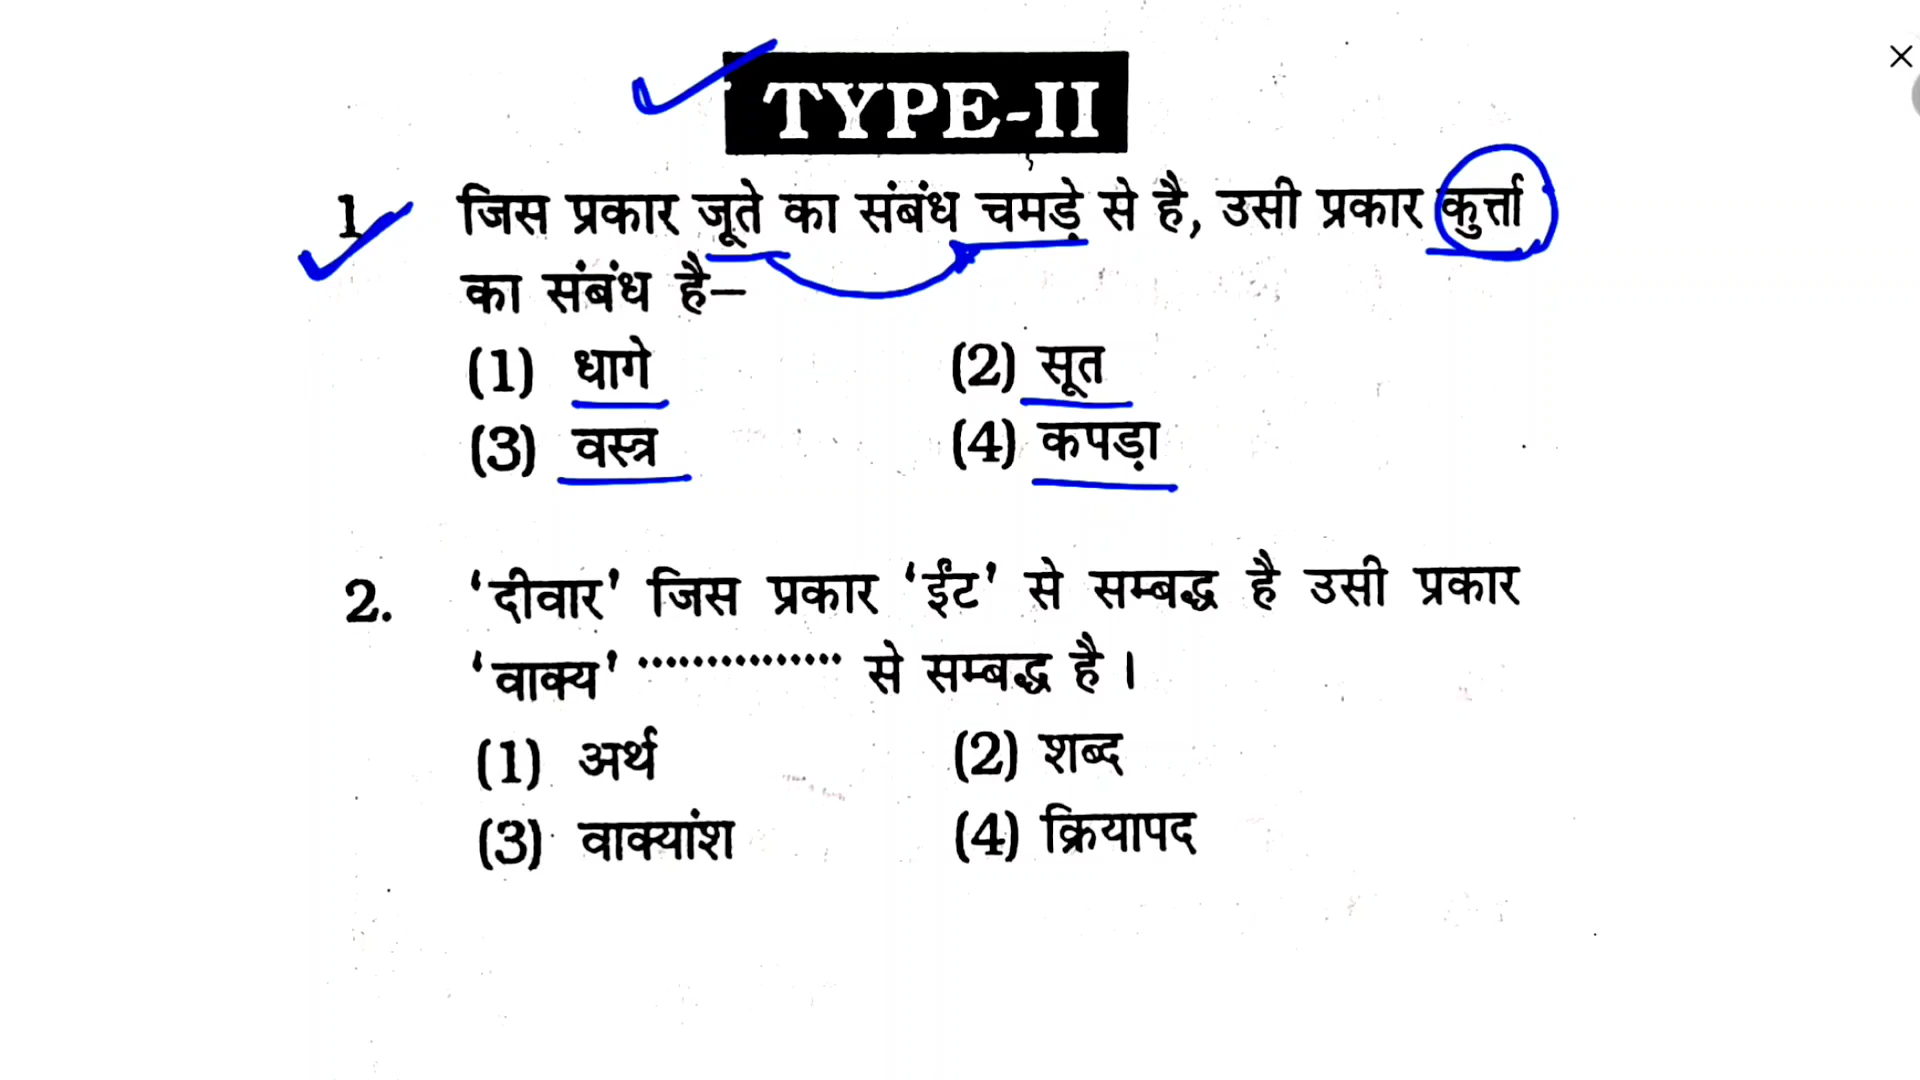 TYPE-II
1 जिस प्रकार जूते का संबंध चमड़े से है, उसी प्रकार कुर्त्ता
का संबंध है–
(1) धागे (2) सूत
(3) वस्त्र (4) कपड़ा
2. ‘दीवार’ जिस प्रकार ‘ईंट’ से सम्बद्ध है उसी प्रकार
‘वाक्य’ ............... से सम्बद्ध है।
(1) अर्थ (2) शब्द
(3) वाक्यांश (4) क्रियापद